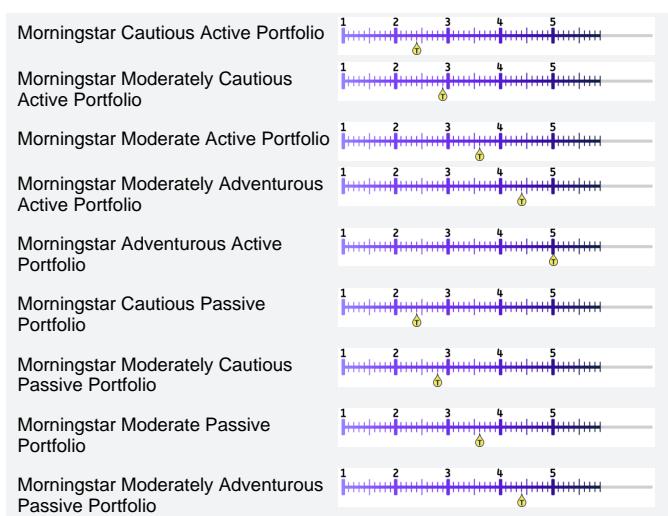 Morningstar Cautious Active Portfolio
1 2 3 4 5
T
Morningstar Moderately Cautious
Active Portfolio
1 2 3 4 5
T
Morningstar Moderate Active Portfolio
1 2 3 4 5
T
Morningstar Moderately Adventurous
Active Portfolio
1 2 3 4 5
T
Morningstar Adventurous Active
Portfolio
1 2 3 4 5
T
Morningstar Cautious Passive
Portfolio
1 2 3 4 5
T
Morningstar Moderately Cautious
Passive Portfolio
1 2 3 4 5
T
Morningstar Moderate Passive
Portfolio
1 2 3 4 5
T
Morningstar Moderately Adventurous
Passive Portfolio
1 2 3 4 5
T